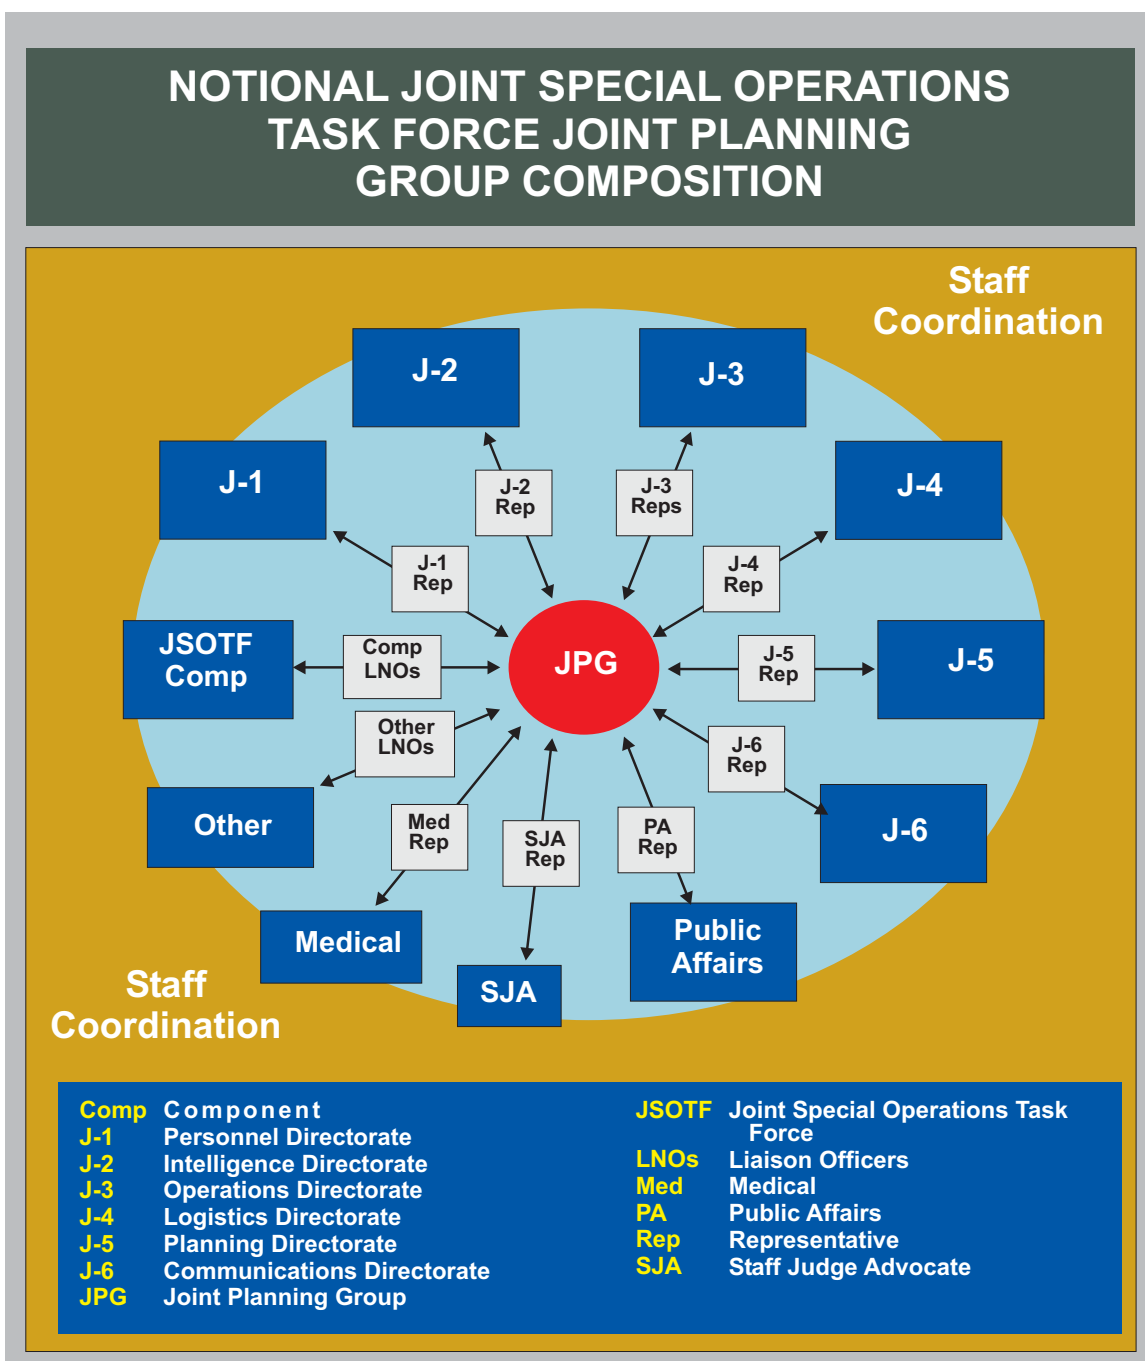 NOTIONAL JOINT SPECIAL OPERATIONS
TASK FORCE JOINT PLANNING
GROUP COMPOSITION
Staff
Coordination
J-2
J-3
J-1
J-4
J-2
Rep
J-3
Reps
J-1
Rep
J-4
Rep
JSOTF
Comp
Comp
LNOs
JPG
J-5
Rep
J-5
Other
LNOs
J-6
Rep
Other
Med
Rep
SJA
Rep
PA
Rep
J-6
Medical
SJA
Public
Affairs
Staff
Coordination
Comp Component
J-1 Personnel Directorate
J-2 Intelligence Directorate
J-3 Operations Directorate
J-4 Logistics Directorate
J-5 Planning Directorate
J-6 Communications Directorate
JPG Joint Planning Group
JSOTF Joint Special Operations Task
Force
LNOs Liaison Officers
Med Medical
PA Public Affairs
Rep Representative
SJA Staff Judge Advocate